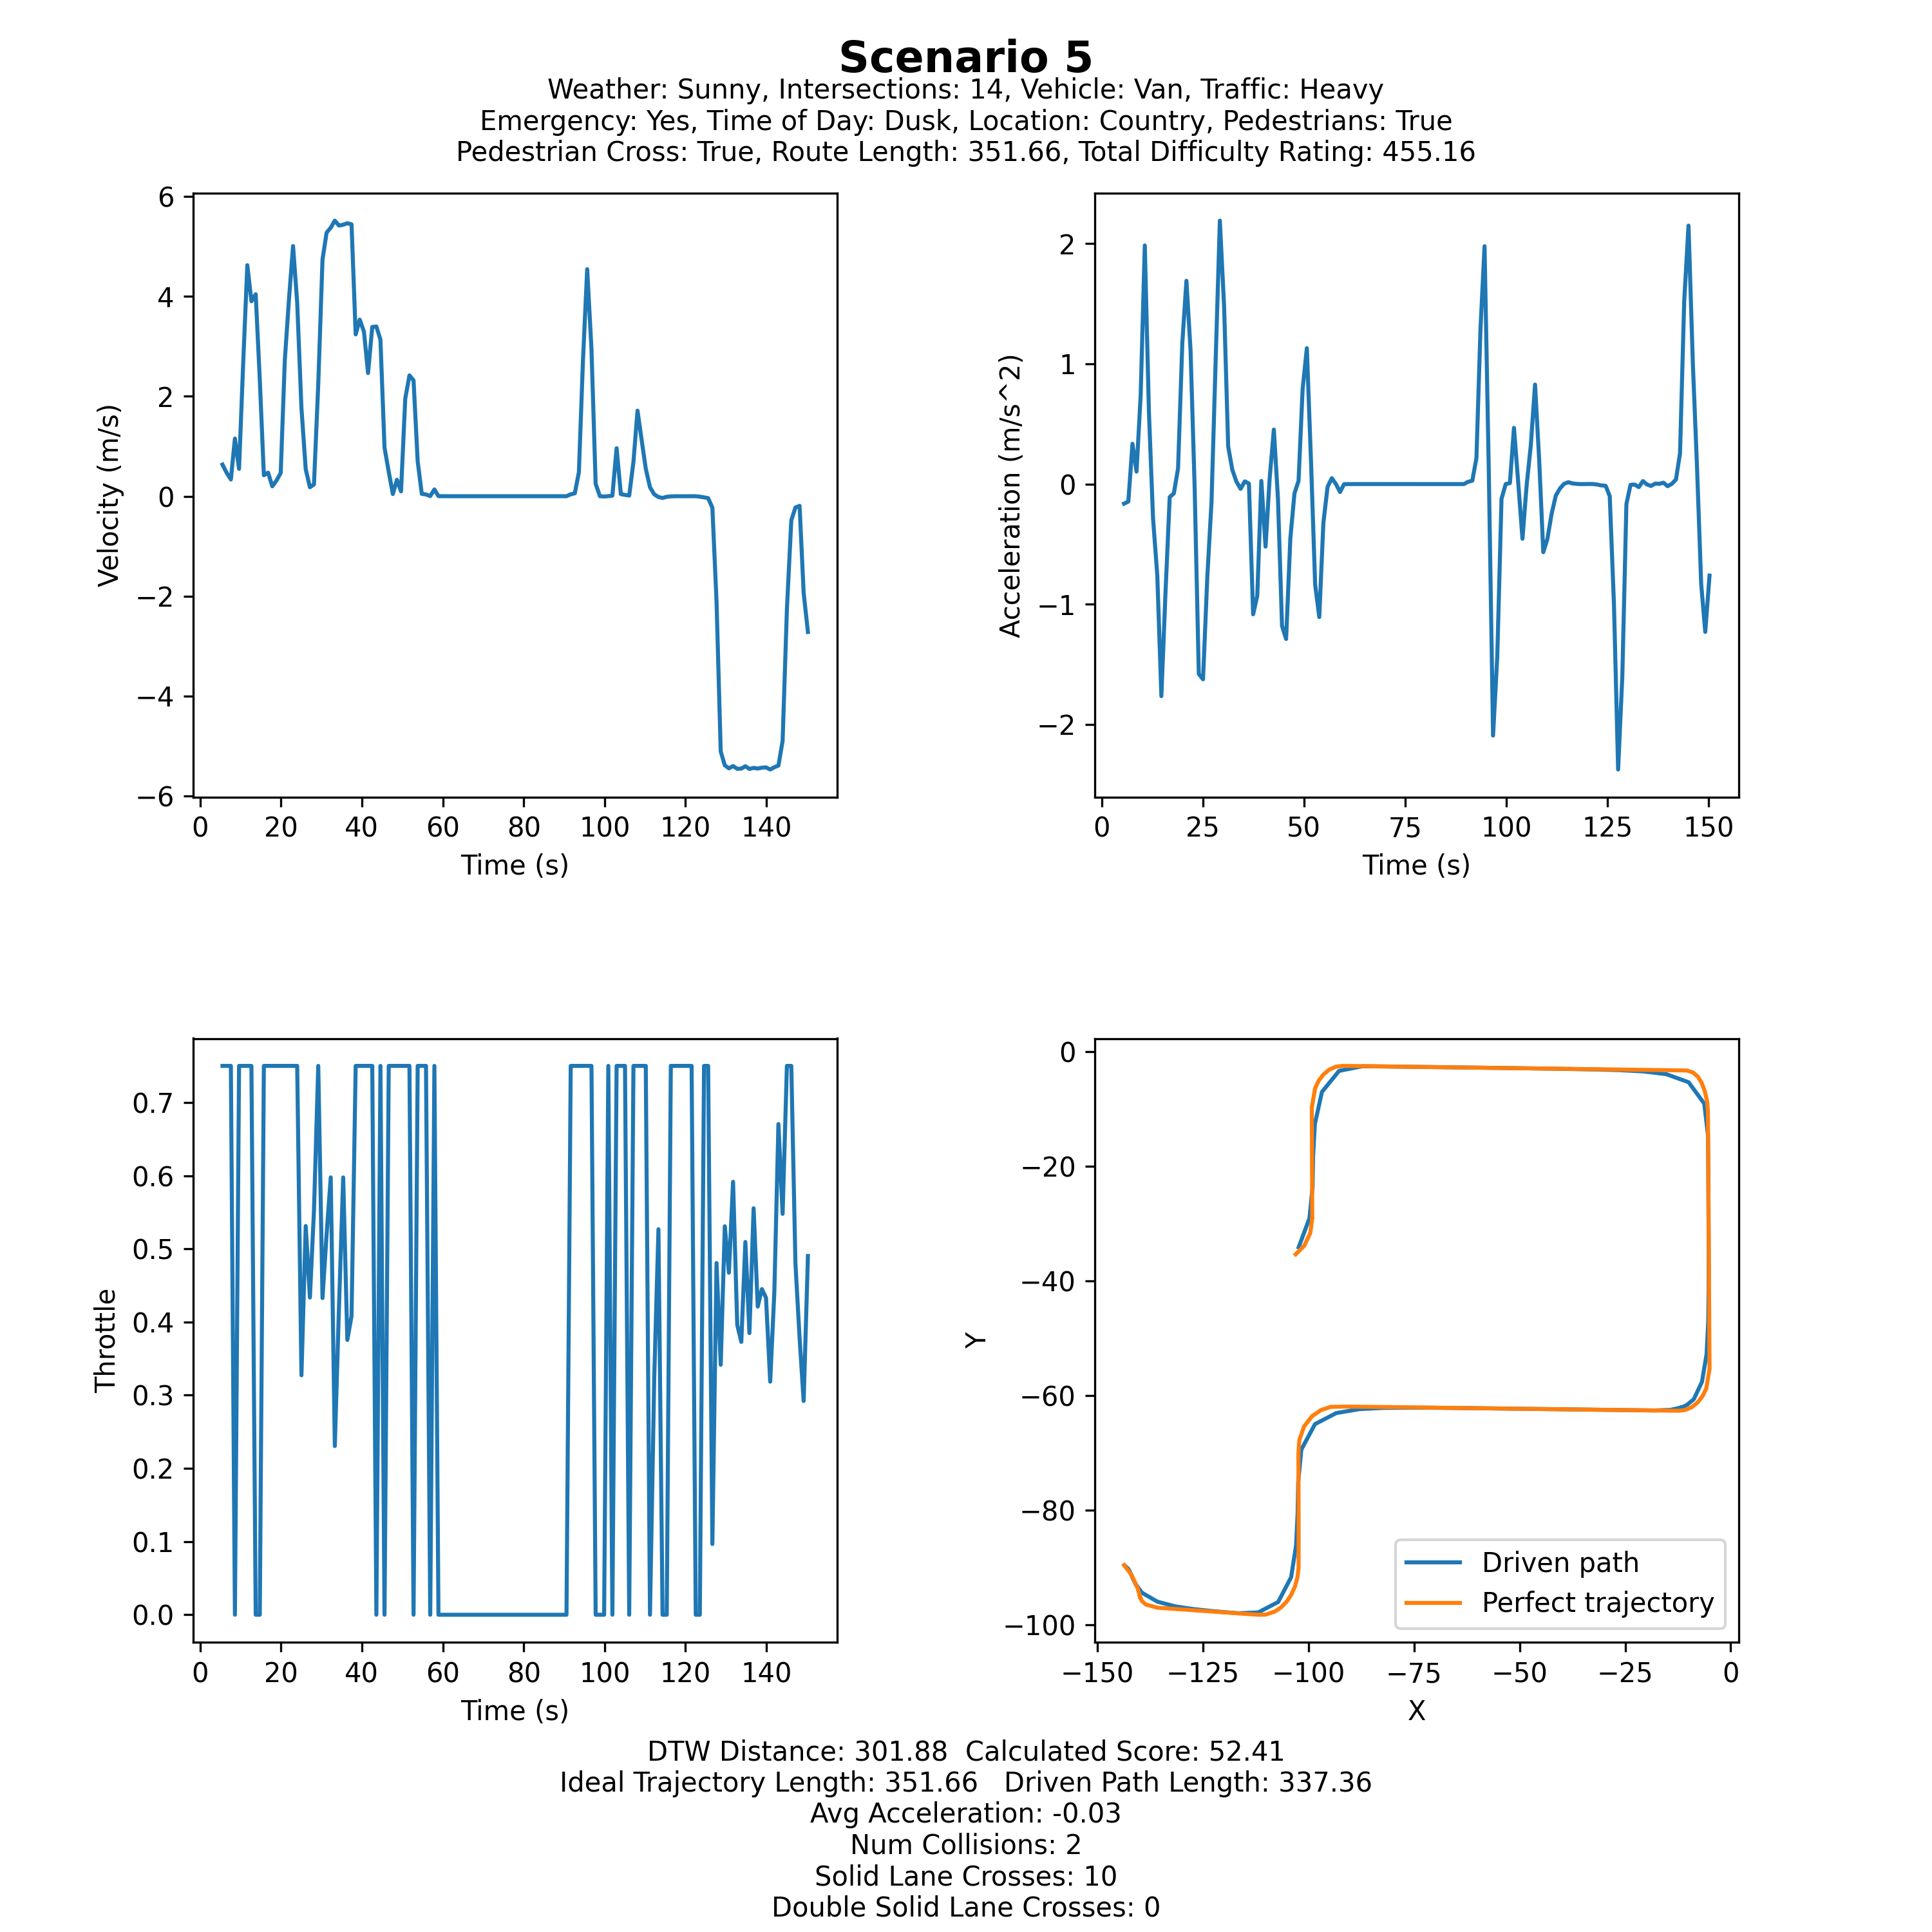 Scenario 5
Weather: Sunny, Intersections: 14, Vehicle: Van, Traffic: Heavy
Emergency: Yes, Time of Day: Dusk, Location: Country, Pedestrians: True
Pedestrian Cross: True, Route Length: 351.66, Total Difficulty Rating: 455.16
6
4
2
0
−2
−4
−6
Velocity (m/s)
0 20 40 60 80 100 120 140
Time (s)
2
1
0
−1
−2
Acceleration (m/s^2)
0 25 50 75 100 125 150
Time (s)
0.7
0.6
0.5
0.4
0.3
0.2
0.1
0.0
Throttle
0 20 40 60 80 100 120 140
Time (s)
0
−20
−40
−60
−80
−100
Y
Driven path
Perfect trajectory
−150 −125 −100 −75 −50 −25 0
X
DTW Distance: 301.88 Calculated Score: 52.41
Ideal Trajectory Length: 351.66 Driven Path Length: 337.36
Avg Acceleration: -0.03
Num Collisions: 2
Solid Lane Crosses: 10
Double Solid Lane Crosses: 0